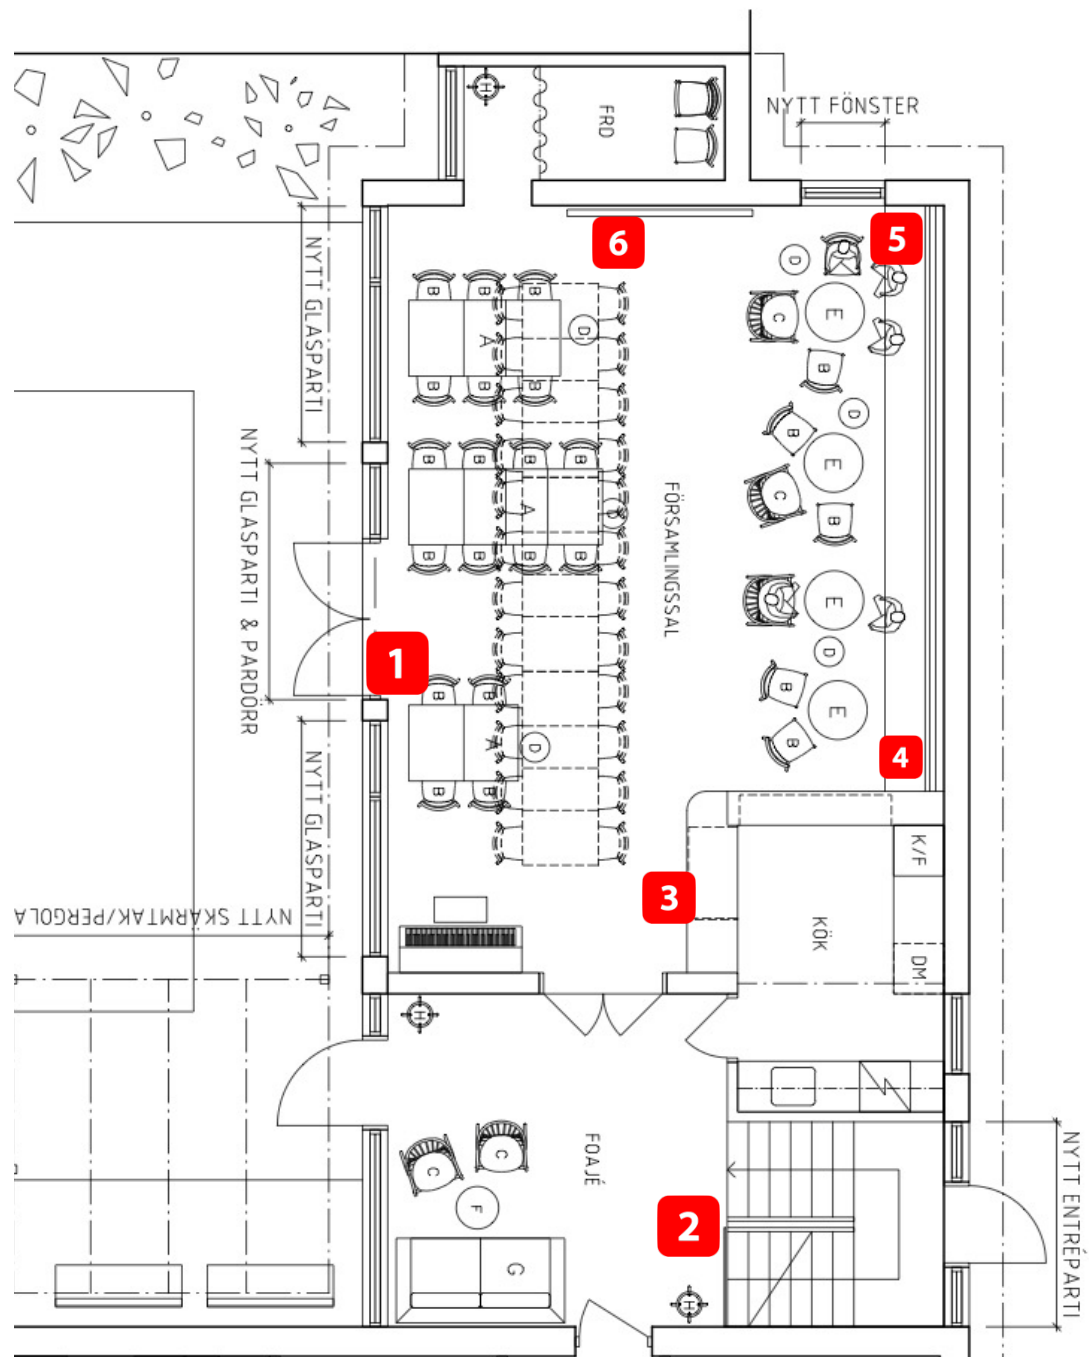 FRD
NYTT FÖNSTER
6
5
NYTT GLASPARTI
D
E
C
B
B B B
A
D
B B B
D
B
E
C
B
NYTT GLASPARTI & PARDÖRR
B B B B
A
D
B B B B
FÖRSAMLINGSSAL
E
D
1
B B
A
D
B B
B
E
B
4
NYTT GLASPARTI
K/F
3
KÖK
DM
NYTT SKÄRMTAK/PERGOLA
H
H
FOAJÉ
C
C
F
G
2
H
NYTT ENTRÉPARTI